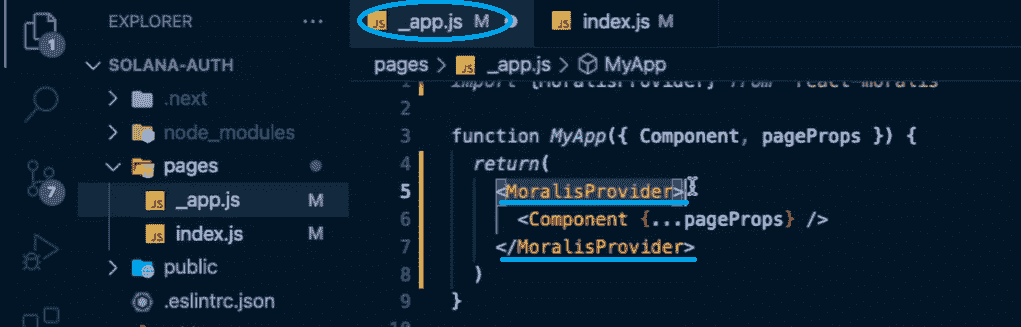 EXPLORER
SOLANA-AUTH
.next
node_modules
pages
JS _app.js M
JS index.js M
public
.eslintrc.json
1
7
JS _app.js M
JS index.js M
pages > JS _app.js > MyApp
1 import {MoralisProvider} from "react-moralis"
2
3 function MyApp({ Component, pageProps }) {
4 return(
5 <MoralisProvider>
6 <Component {...pageProps} />
7 </MoralisProvider>
8 )
9 }
10